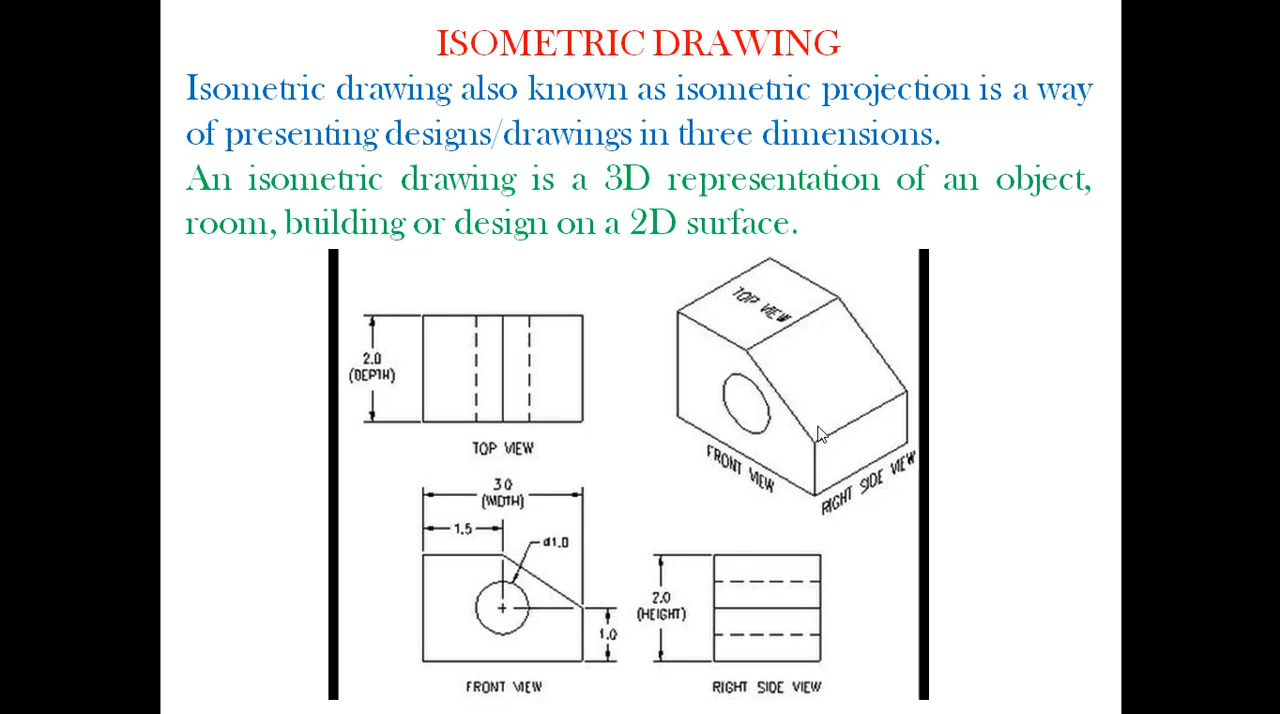 ISOMETRIC DRAWING
Isometric drawing also known as isometric projection is a way
of presenting designs/drawings in three dimensions.
An isometric drawing is a 3D representation of an object,
room, building or design on a 2D surface.
TOP VIEW
2.0
(DEPTH)
TOP VIEW
FRONT VIEW
RIGHT SIDE VIEW
3.0
(WIDTH)
1.5
d1.0
2.0
(HEIGHT)
1.0
FRONT VIEW
RIGHT SIDE VIEW